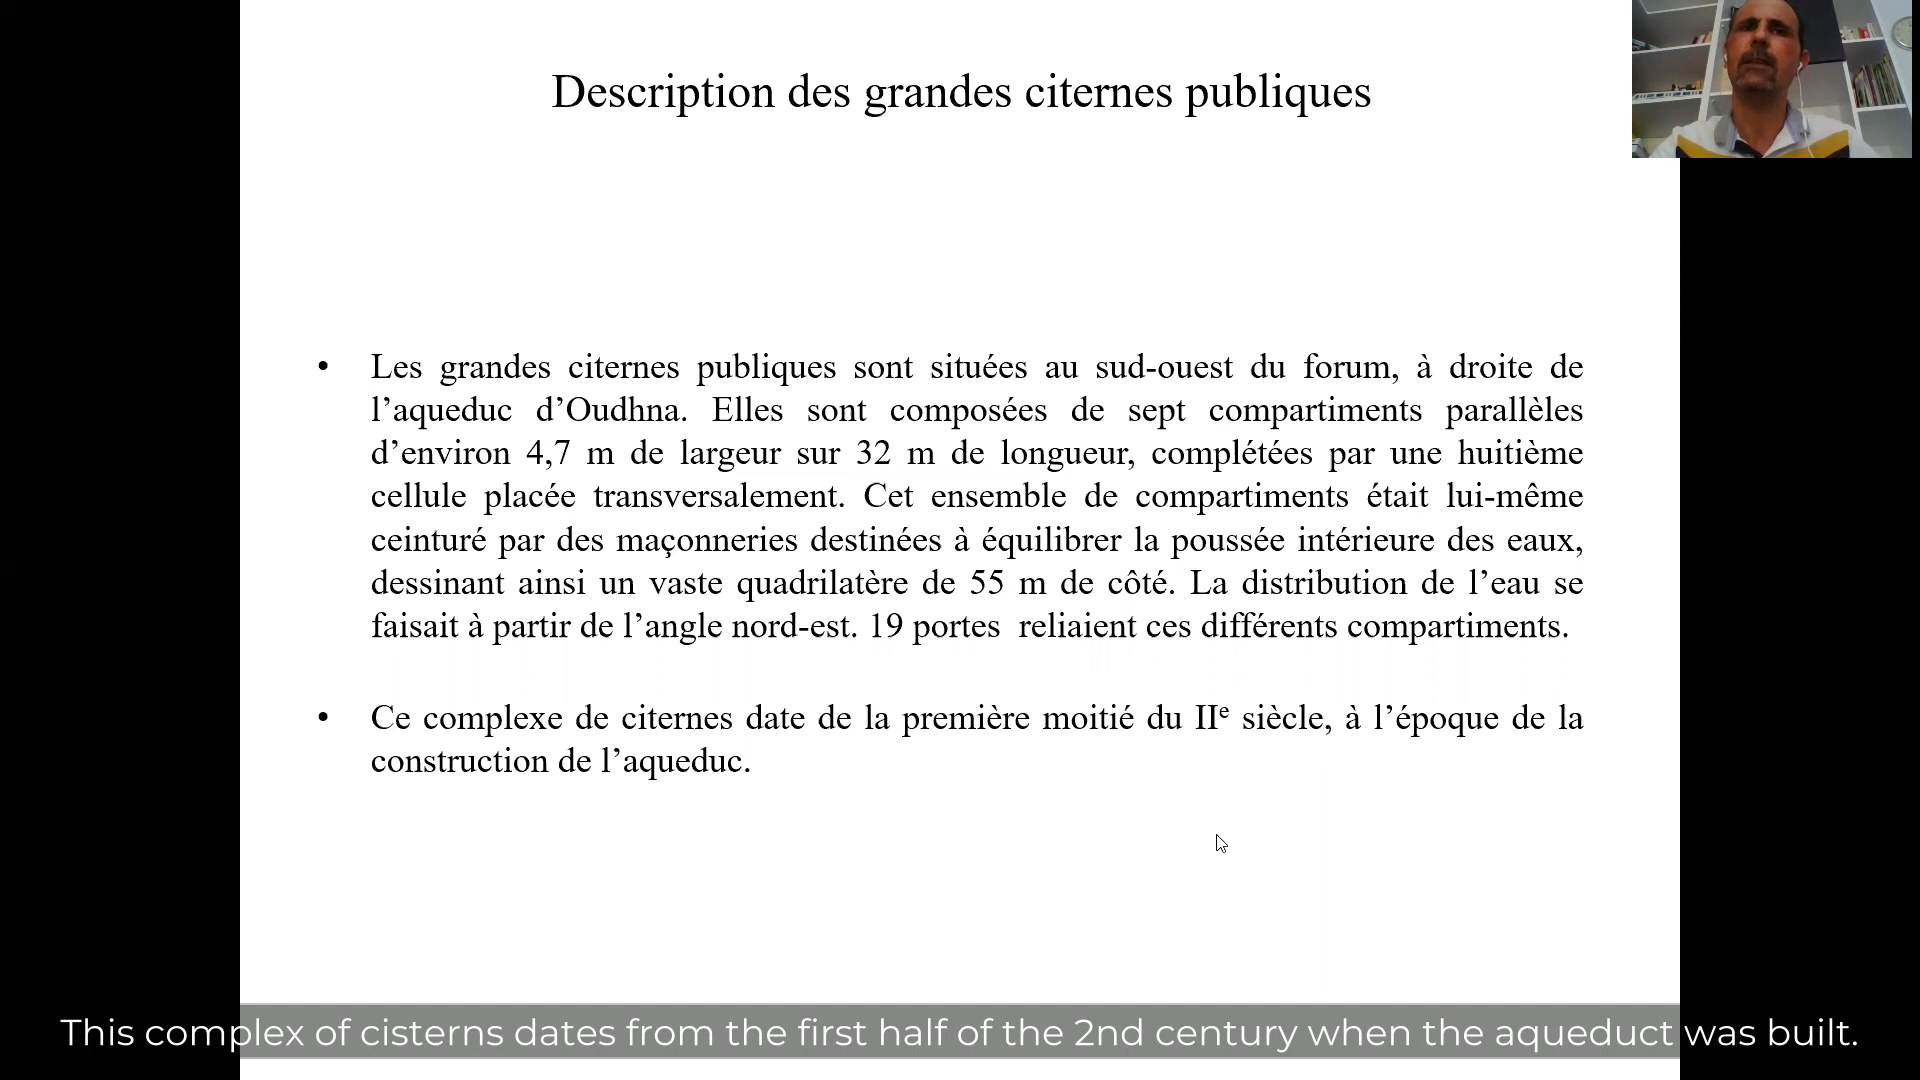 Description des grandes citernes publiques
• Les grandes citernes publiques sont situées au sud-ouest du forum, à droite de
l’aqueduc d’Oudhna. Elles sont composées de sept compartiments parallèles
d’environ 4,7 m de largeur sur 32 m de longueur, complétées par une huitième
cellule placée transversalement. Cet ensemble de compartiments était lui-même
ceinturé par des maçonneries destinées à équilibrer la poussée intérieure des eaux,
dessinant ainsi un vaste quadrilatère de 55 m de côté. La distribution de l’eau se
faisait à partir de l’angle nord-est. 19 portes  reliaient ces différents compartiments.
• Ce complexe de citernes date de la première moitié du IIᵉ siècle, à l’époque de la
construction de l’aqueduc.
This complex of cisterns dates from the first half of the 2nd century when the aqueduct was built.